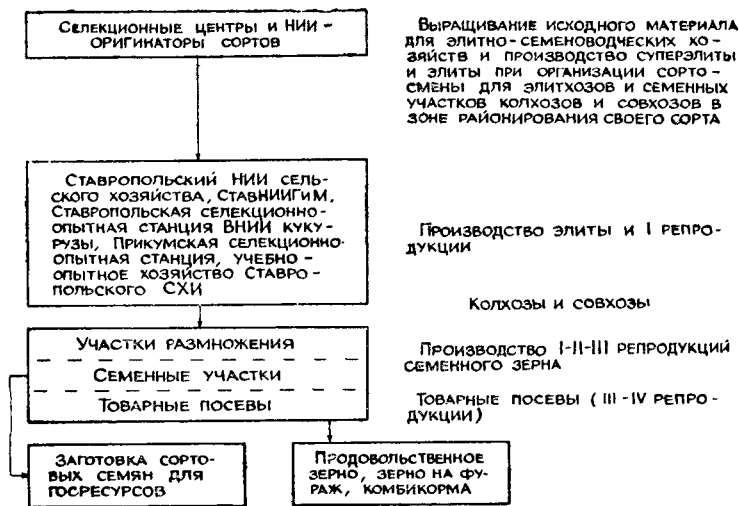 Селекционные центры и НИИ -
оригинаторы сортов
Выращивание исходного материала
для элитно-семеноводческих хо-
зяйств и производство суперэлиты
и элиты при организации сорто-
смены для элитхозов и семенных
участков колхозов и совхозов в
зоне районирования своего сорта
Ставропольский НИИ сель-
ского хозяйства, СтавНИИГиМ,
Ставропольская селекционно-
опытная станция ВНИИ куку-
рузы, Прикумская селекционно-
опытная станция, учебно-
опытное хозяйство Ставро-
польского СХИ
Производство элиты и I репро-
дукции
Колхозы и совхозы
Участки размножения
Семенные участки
Товарные посевы
Производство I-II-III репродукций
семенного зерна
Товарные посевы (III-IV репро-
дукции)
Заготовка сорто-
вых семян для
госресурсов
Продовольственное
зерно, зерно на фу-
раж, комбикорма